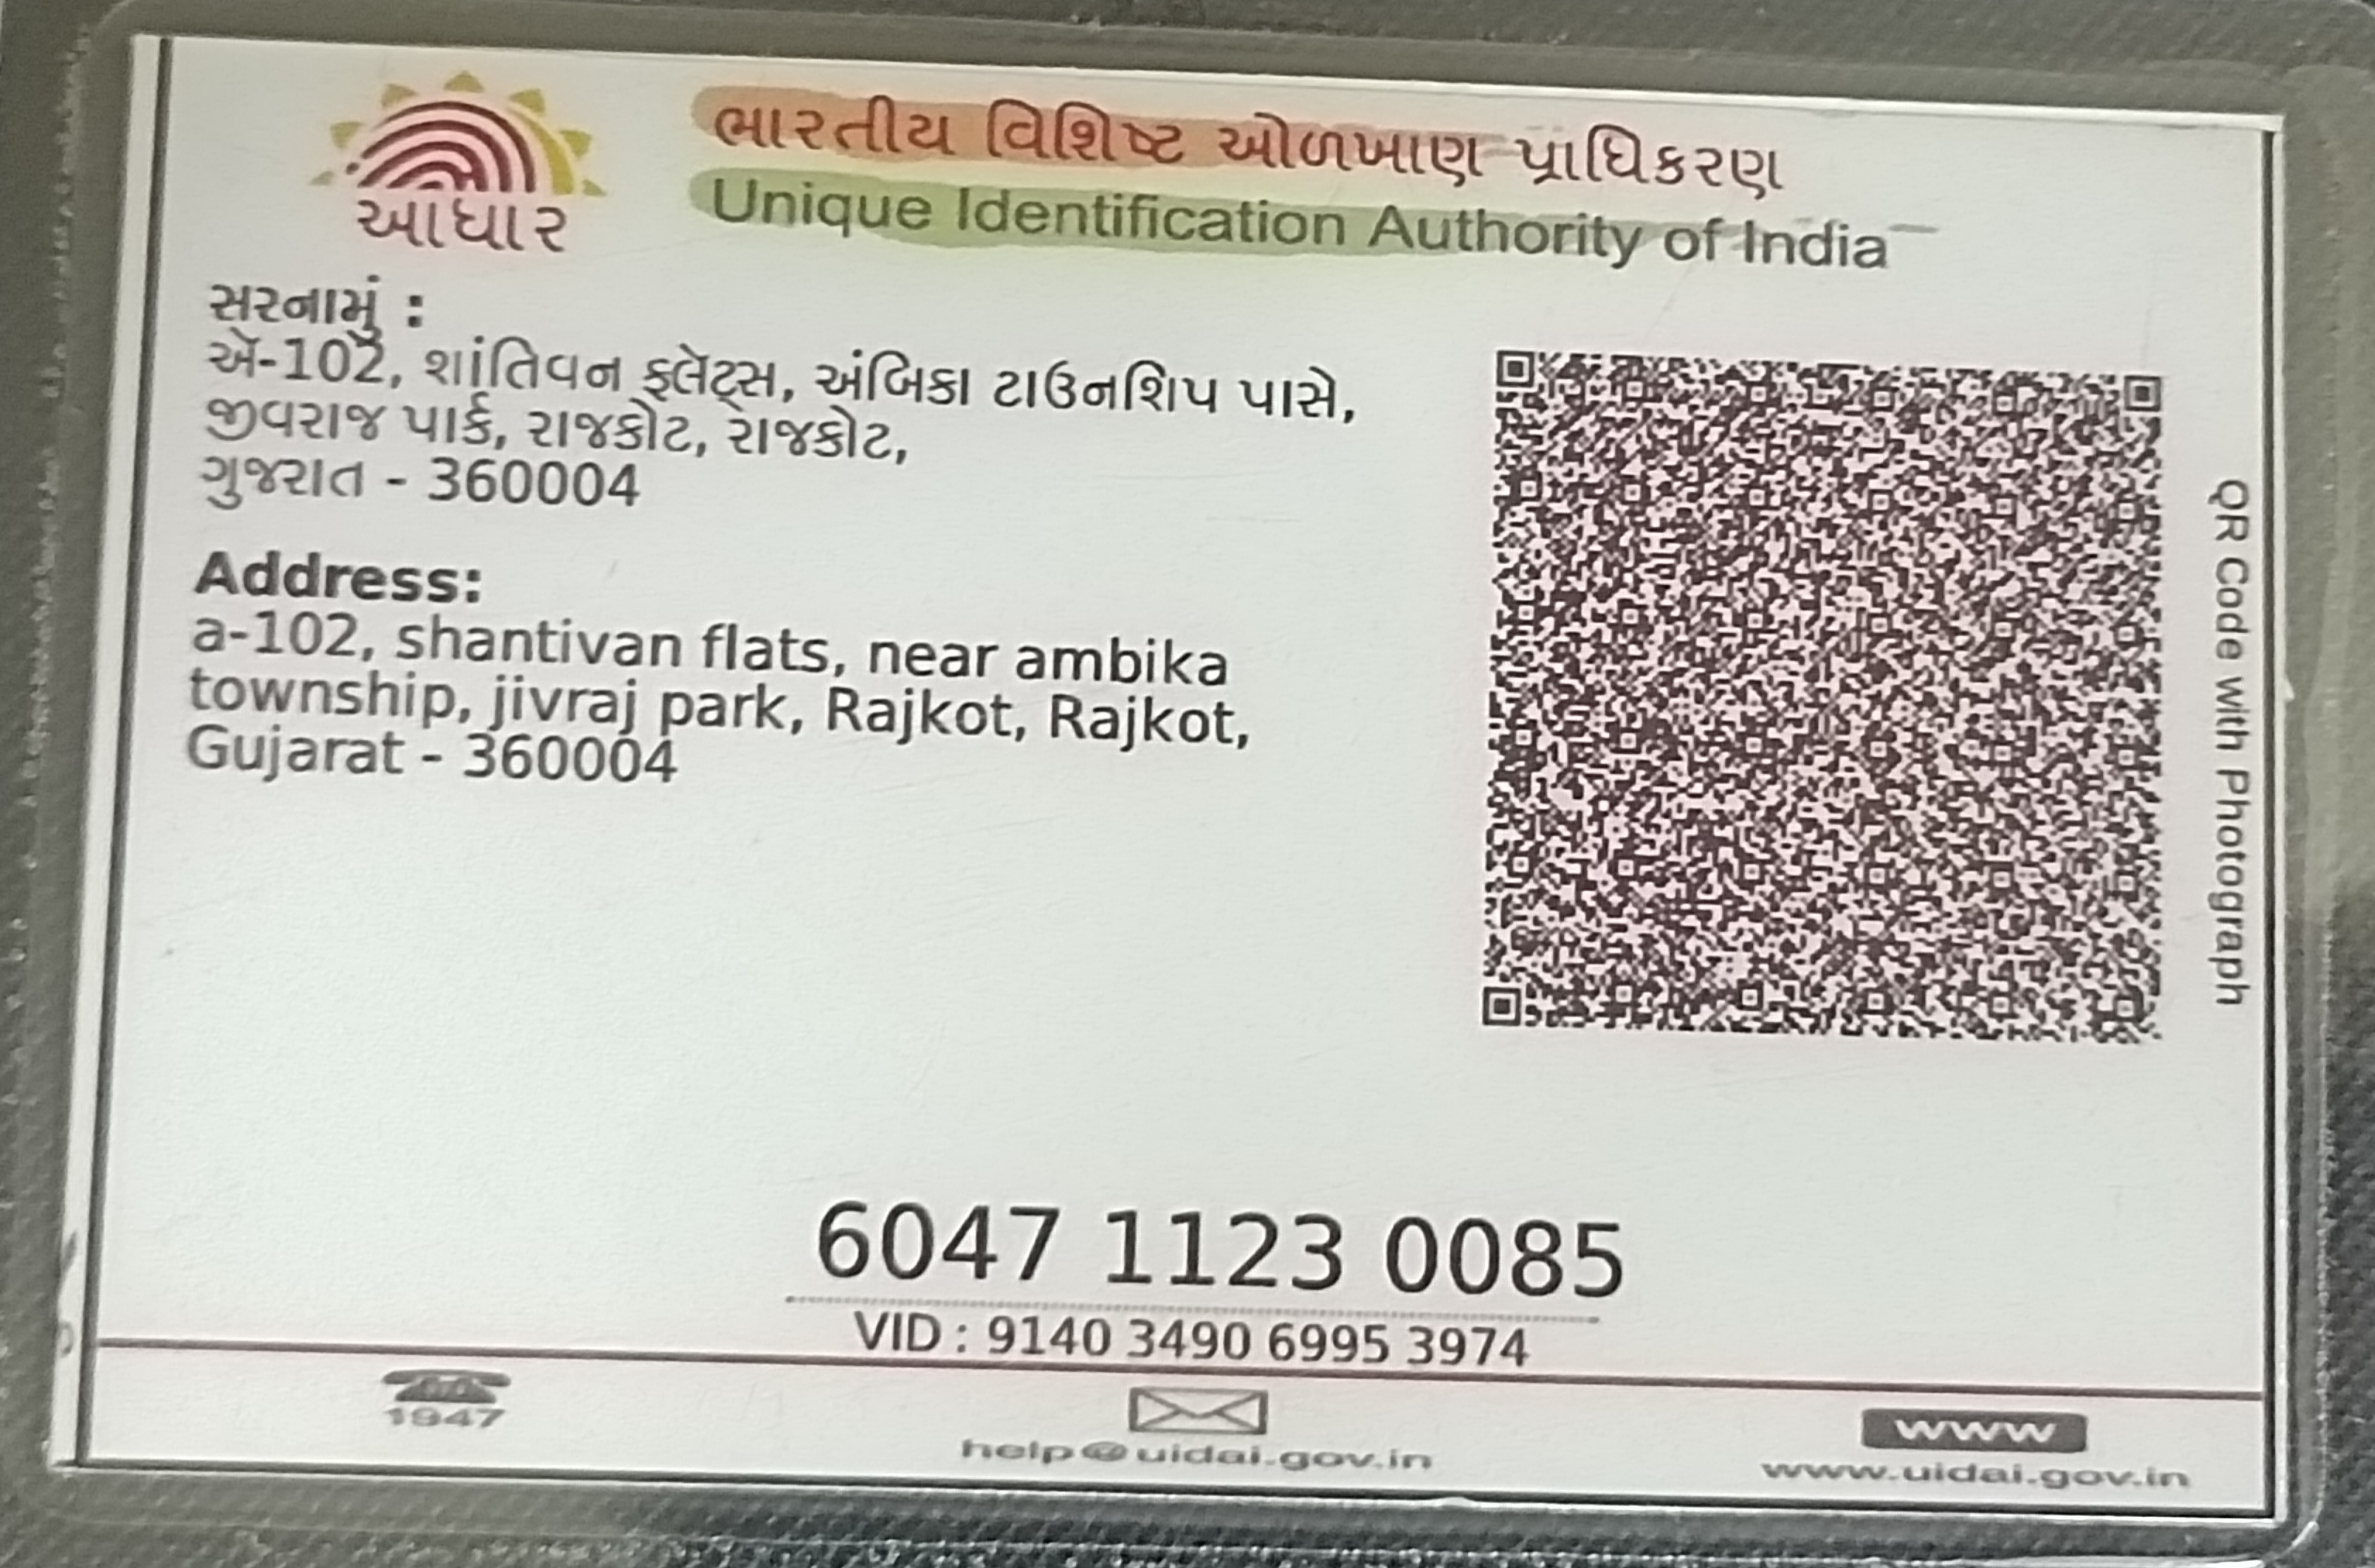 આધાર
ભારતીય વિશિષ્ટ ઓળખાણ પ્રાધિકરણ
Unique Identification Authority of India
સરનામું :
એ-102, શાંતિવન ફ્લેટ્સ, અંબિકા ટાઉનશિપ પાસે,
જીવરાજ પાર્ક, રાજકોટ, રાજકોટ,
ગુજરાત - 360004
Address:
a-102, shantivan flats, near ambika
township, jivraj park, Rajkot, Rajkot,
Gujarat - 360004
QR Code with Photograph
6047 1123 0085
VID : 9140 3490 6995 3974
1947
help@uidai.gov.in
www
www.uidai.gov.in